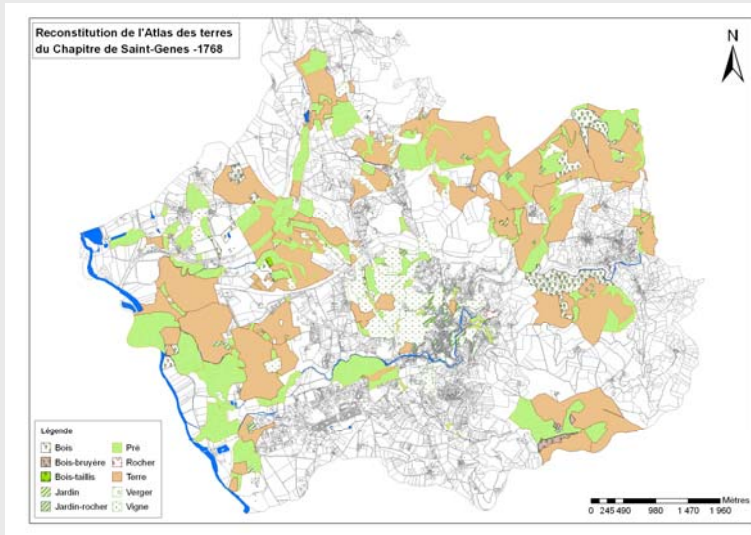 Reconstitution de l'Atlas des terres
du Chapitre de Saint-Genes -1768
N
Légende
Bois
Bois-bruyère
Bois-taillis
Jardin
Jardin-rocher
Pré
Rocher
Terre
Verger
Vigne
Mètres
0 245 490 980 1 470 1 960